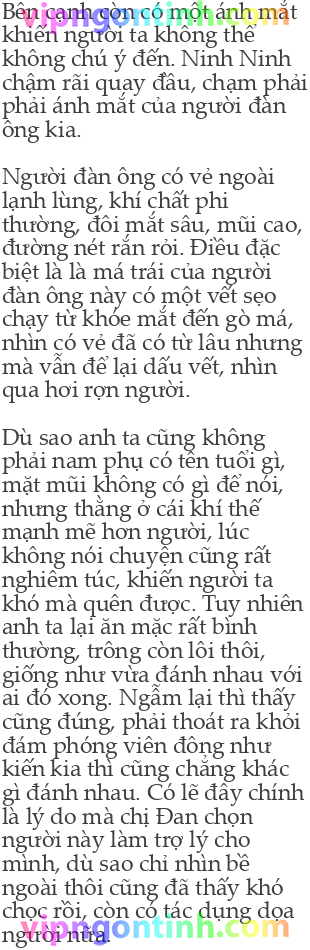 Bên cạnh còn có một ánh mắt
vipngontinh.com
khiến người ta không thể
không chú ý đến. Ninh Ninh
chậm rãi quay đầu, chạm phải
phải ánh mắt của người đàn
ông kia.
Người đàn ông có vẻ ngoài
lạnh lùng, khí chất phi
thường, đôi mắt sâu, mũi cao,
đường nét rắn rỏi. Điều đặc
biệt là là má trái của người
đàn ông này có một vết sẹo
chạy từ khóe mắt đến gò má,
nhìn có vẻ đã có từ lâu nhưng
mà vẫn để lại dấu vết, nhìn
qua hơi rợn người.
Dù sao anh ta cũng không
phải nam phụ có tên tuổi gì,
mặt mũi không có gì để nói,
nhưng thằng ở cái khí thế
mạnh mẽ hơn người, lúc
không nói chuyện cũng rất
nghiêm túc, khiến người ta
khó mà quên được. Tuy nhiên
anh ta lại ăn mặc rất bình
thường, trông còn lôi thôi,
giống như vừa đánh nhau với
ai đó xong. Ngẫm lại thì thấy
cũng đúng, phải thoát ra khỏi
đám phóng viên đông như
kiến kia thì cũng chẳng khác
gì đánh nhau. Có lẽ đây chính
là lý do mà chị Đan chọn
người này làm trợ lý cho
mình, dù sao chỉ nhìn bề
ngoài thôi cũng đã thấy khó
chọc rồi, còn có tác dụng dọa
vipngontinh.com
người nữa.